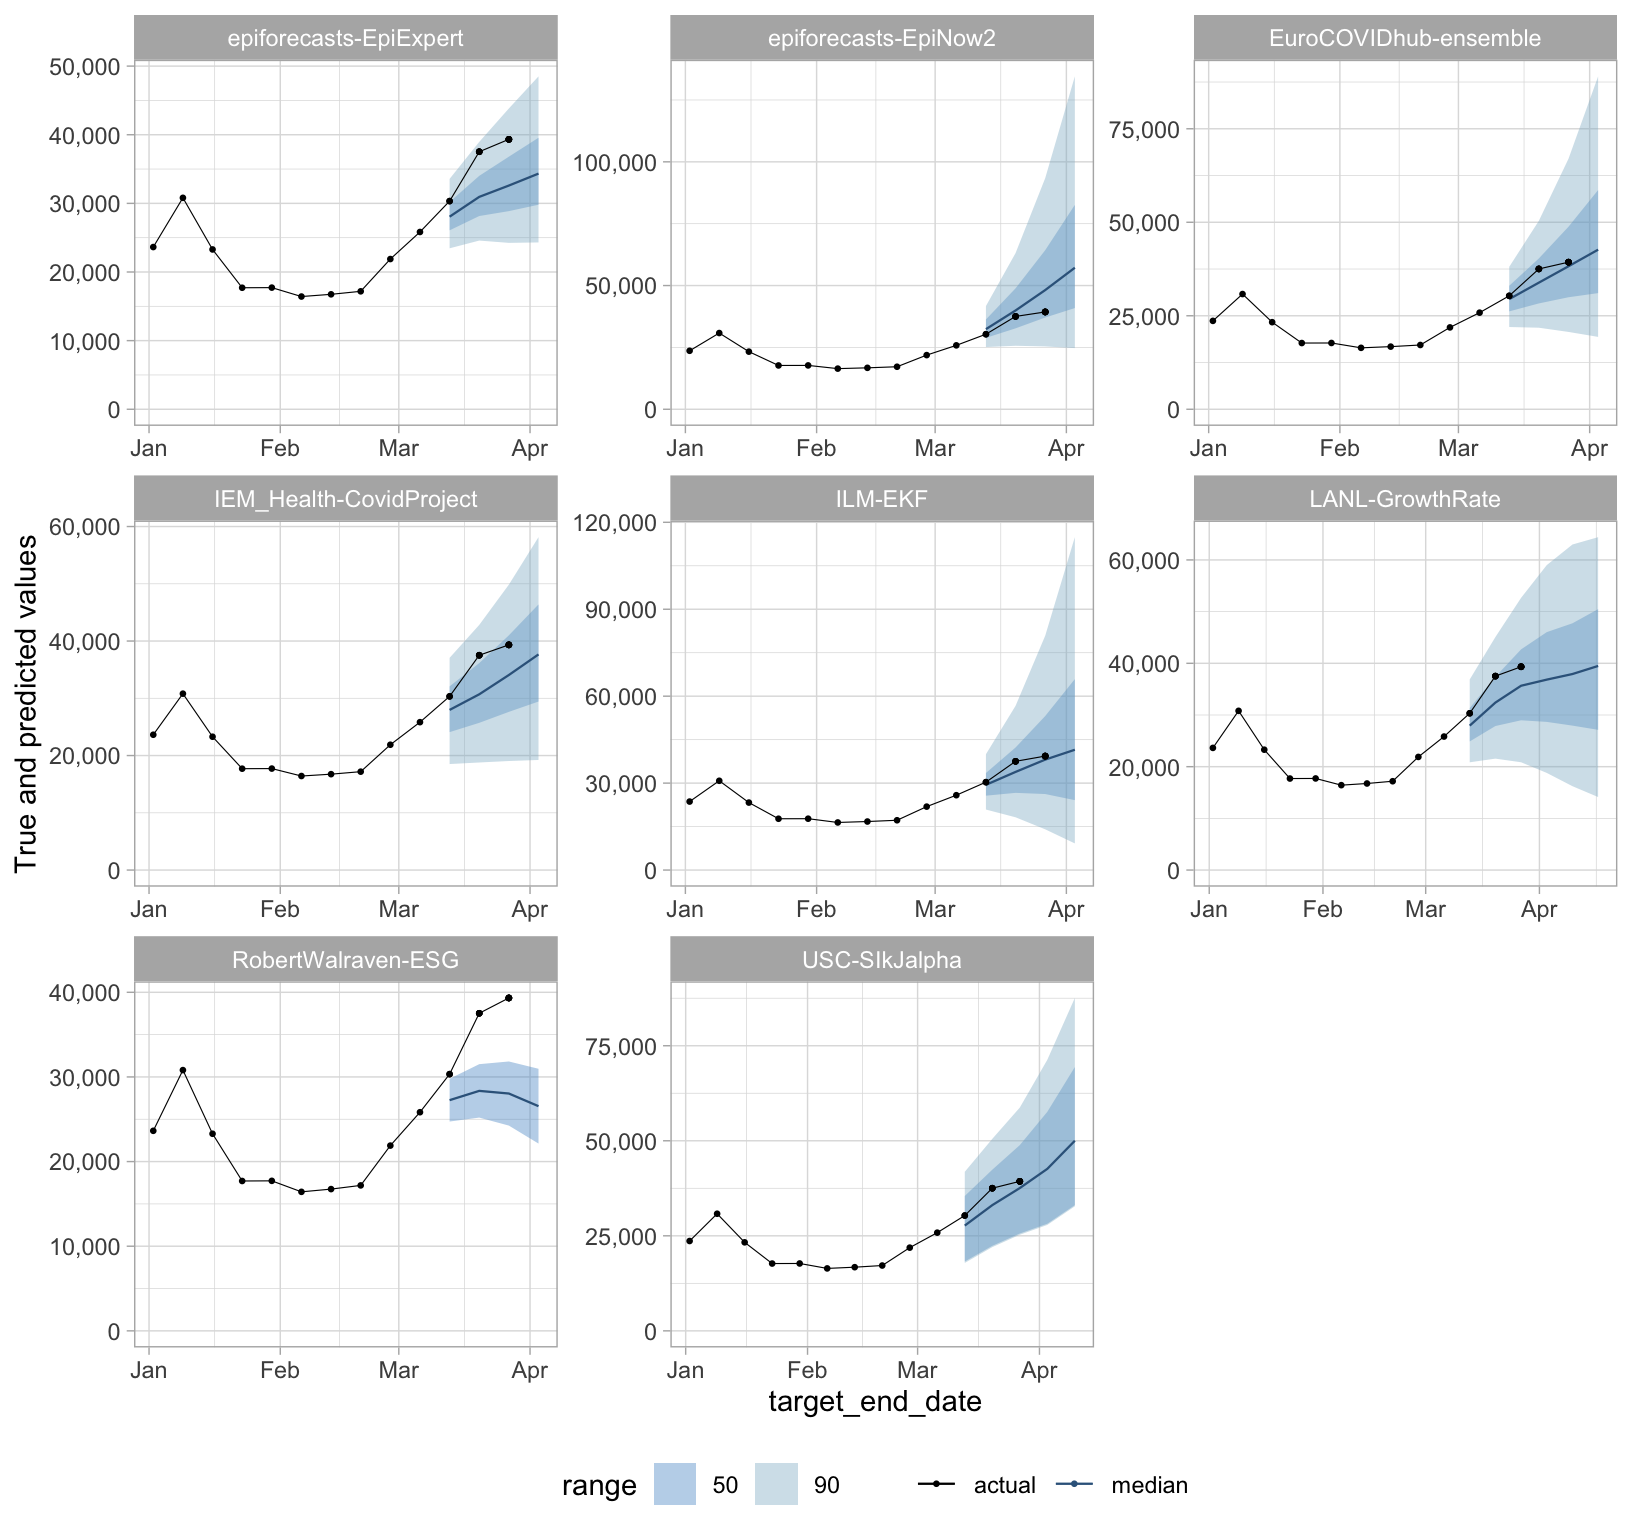 epiforecasts-EpiExpert
epiforecasts-EpiNow2
EuroCOVIDhub-ensemble
50,000
40,000
30,000
20,000
10,000
0
100,000
50,000
0
75,000
50,000
25,000
0
Jan Feb Mar Apr
Jan Feb Mar Apr
Jan Feb Mar Apr
IEM_Health-CovidProject
ILM-EKF
LANL-GrowthRate
60,000
40,000
20,000
0
120,000
90,000
60,000
30,000
0
60,000
40,000
20,000
0
Jan Feb Mar Apr
Jan Feb Mar Apr
Jan Feb Mar Apr
True and predicted values
RobertWalraven-ESG
USC-SIkJalpha
40,000
30,000
20,000
10,000
0
75,000
50,000
25,000
0
Jan Feb Mar Apr
Jan Feb Mar Apr
target_end_date
range 50 90 actual median